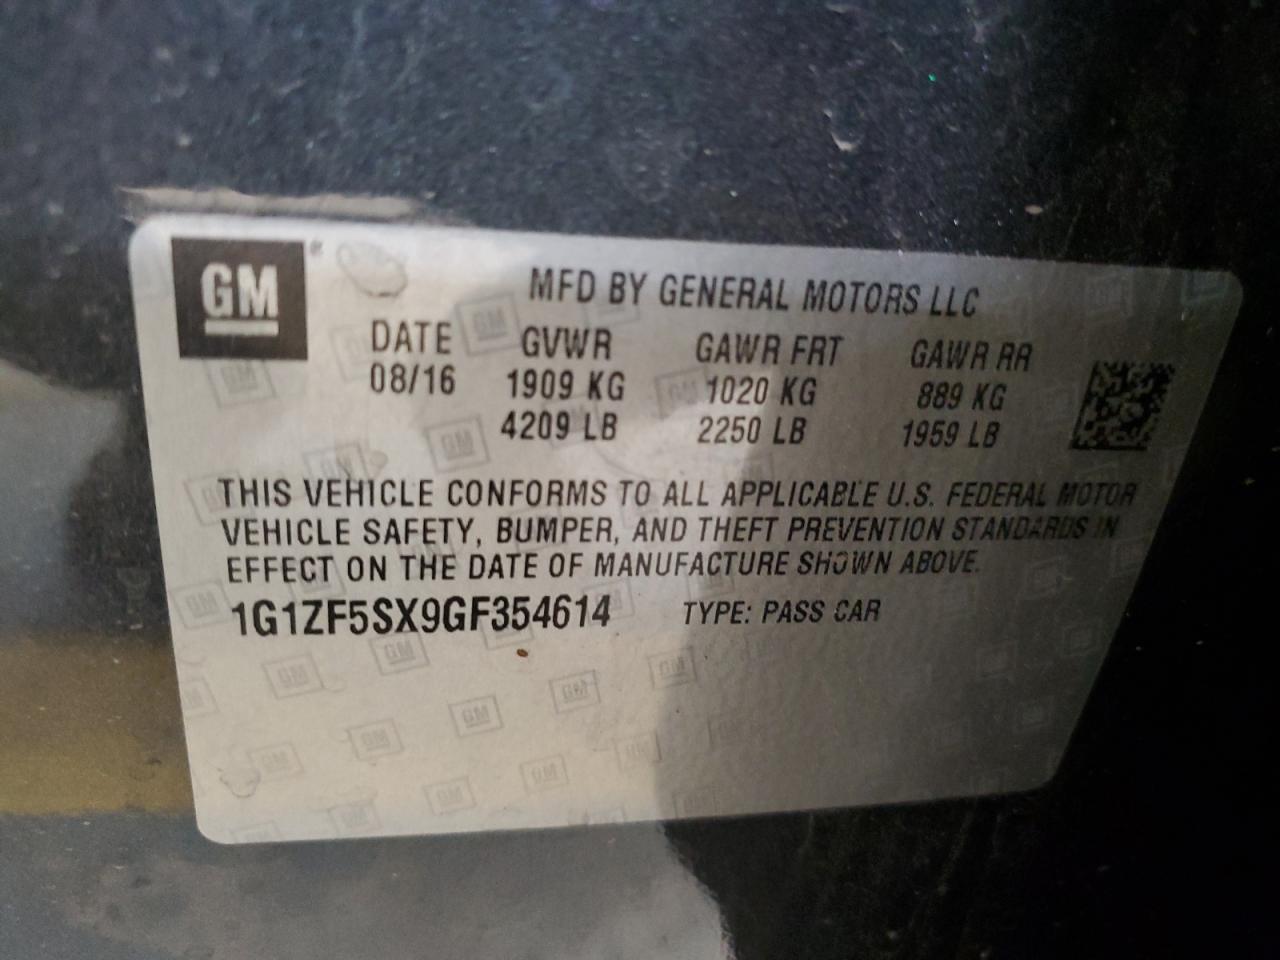 GM ®
MFD BY GENERAL MOTORS LLC
DATE GVWR GAWR FRT GAWR RR
08/16 1909 KG 1020 KG 889 KG
4209 LB 2250 LB 1959 LB
THIS VEHICLE CONFORMS TO ALL APPLICABLE U.S. FEDERAL MOTOR
VEHICLE SAFETY, BUMPER, AND THEFT PREVENTION STANDARDS IN
EFFECT ON THE DATE OF MANUFACTURE SHOWN ABOVE.
1G1ZF5SX9GF354614 TYPE: PASS CAR